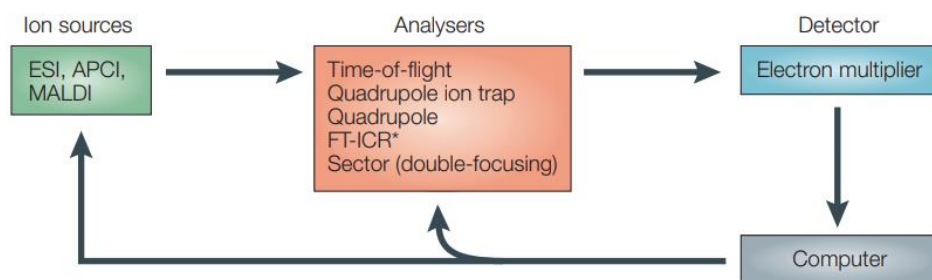 Ion sources
Analysers
Detector
ESI, APCI,
MALDI
Time-of-flight
Quadrupole ion trap
Quadrupole
FT-ICR*
Sector (double-focusing)
Electron multiplier
Computer